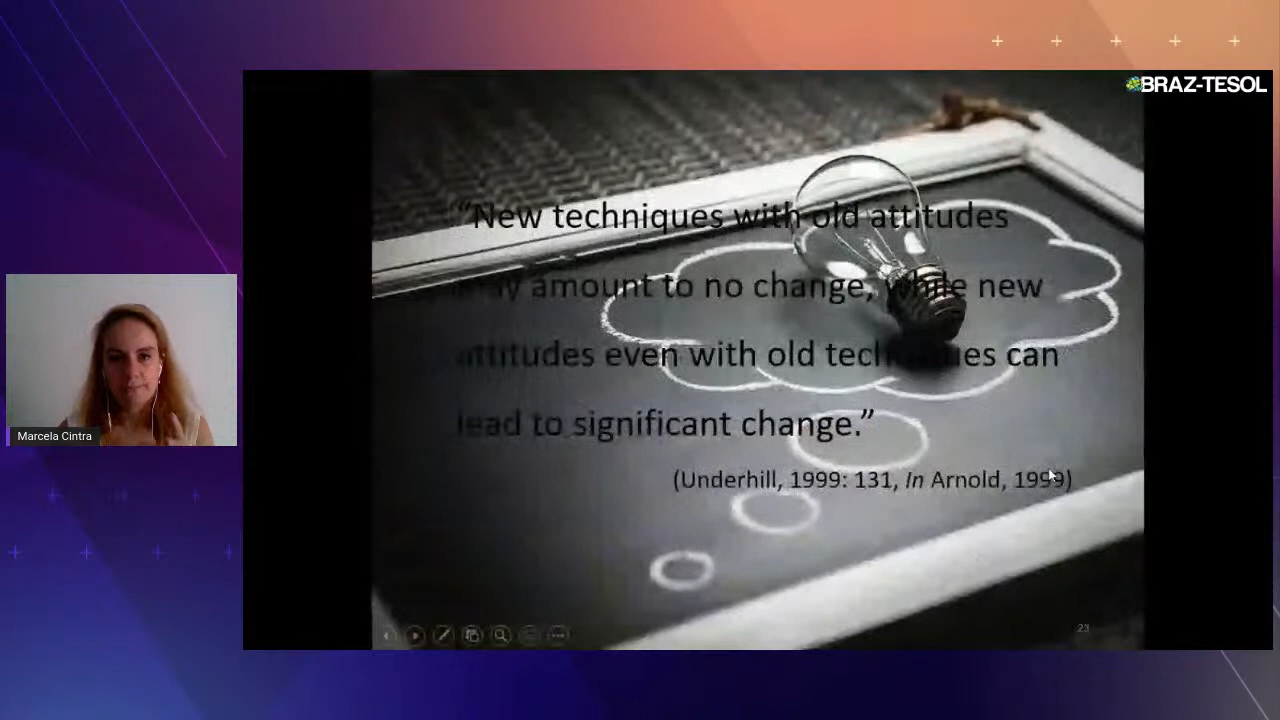 BRAZ-TESOL
“New techniques with old attitudes
amount to no change, while new
attitudes even with old techniques can
lead to significant change.”
(Underhill, 1999: 131, in Arnold, 1999)
Marcela Cintra
23